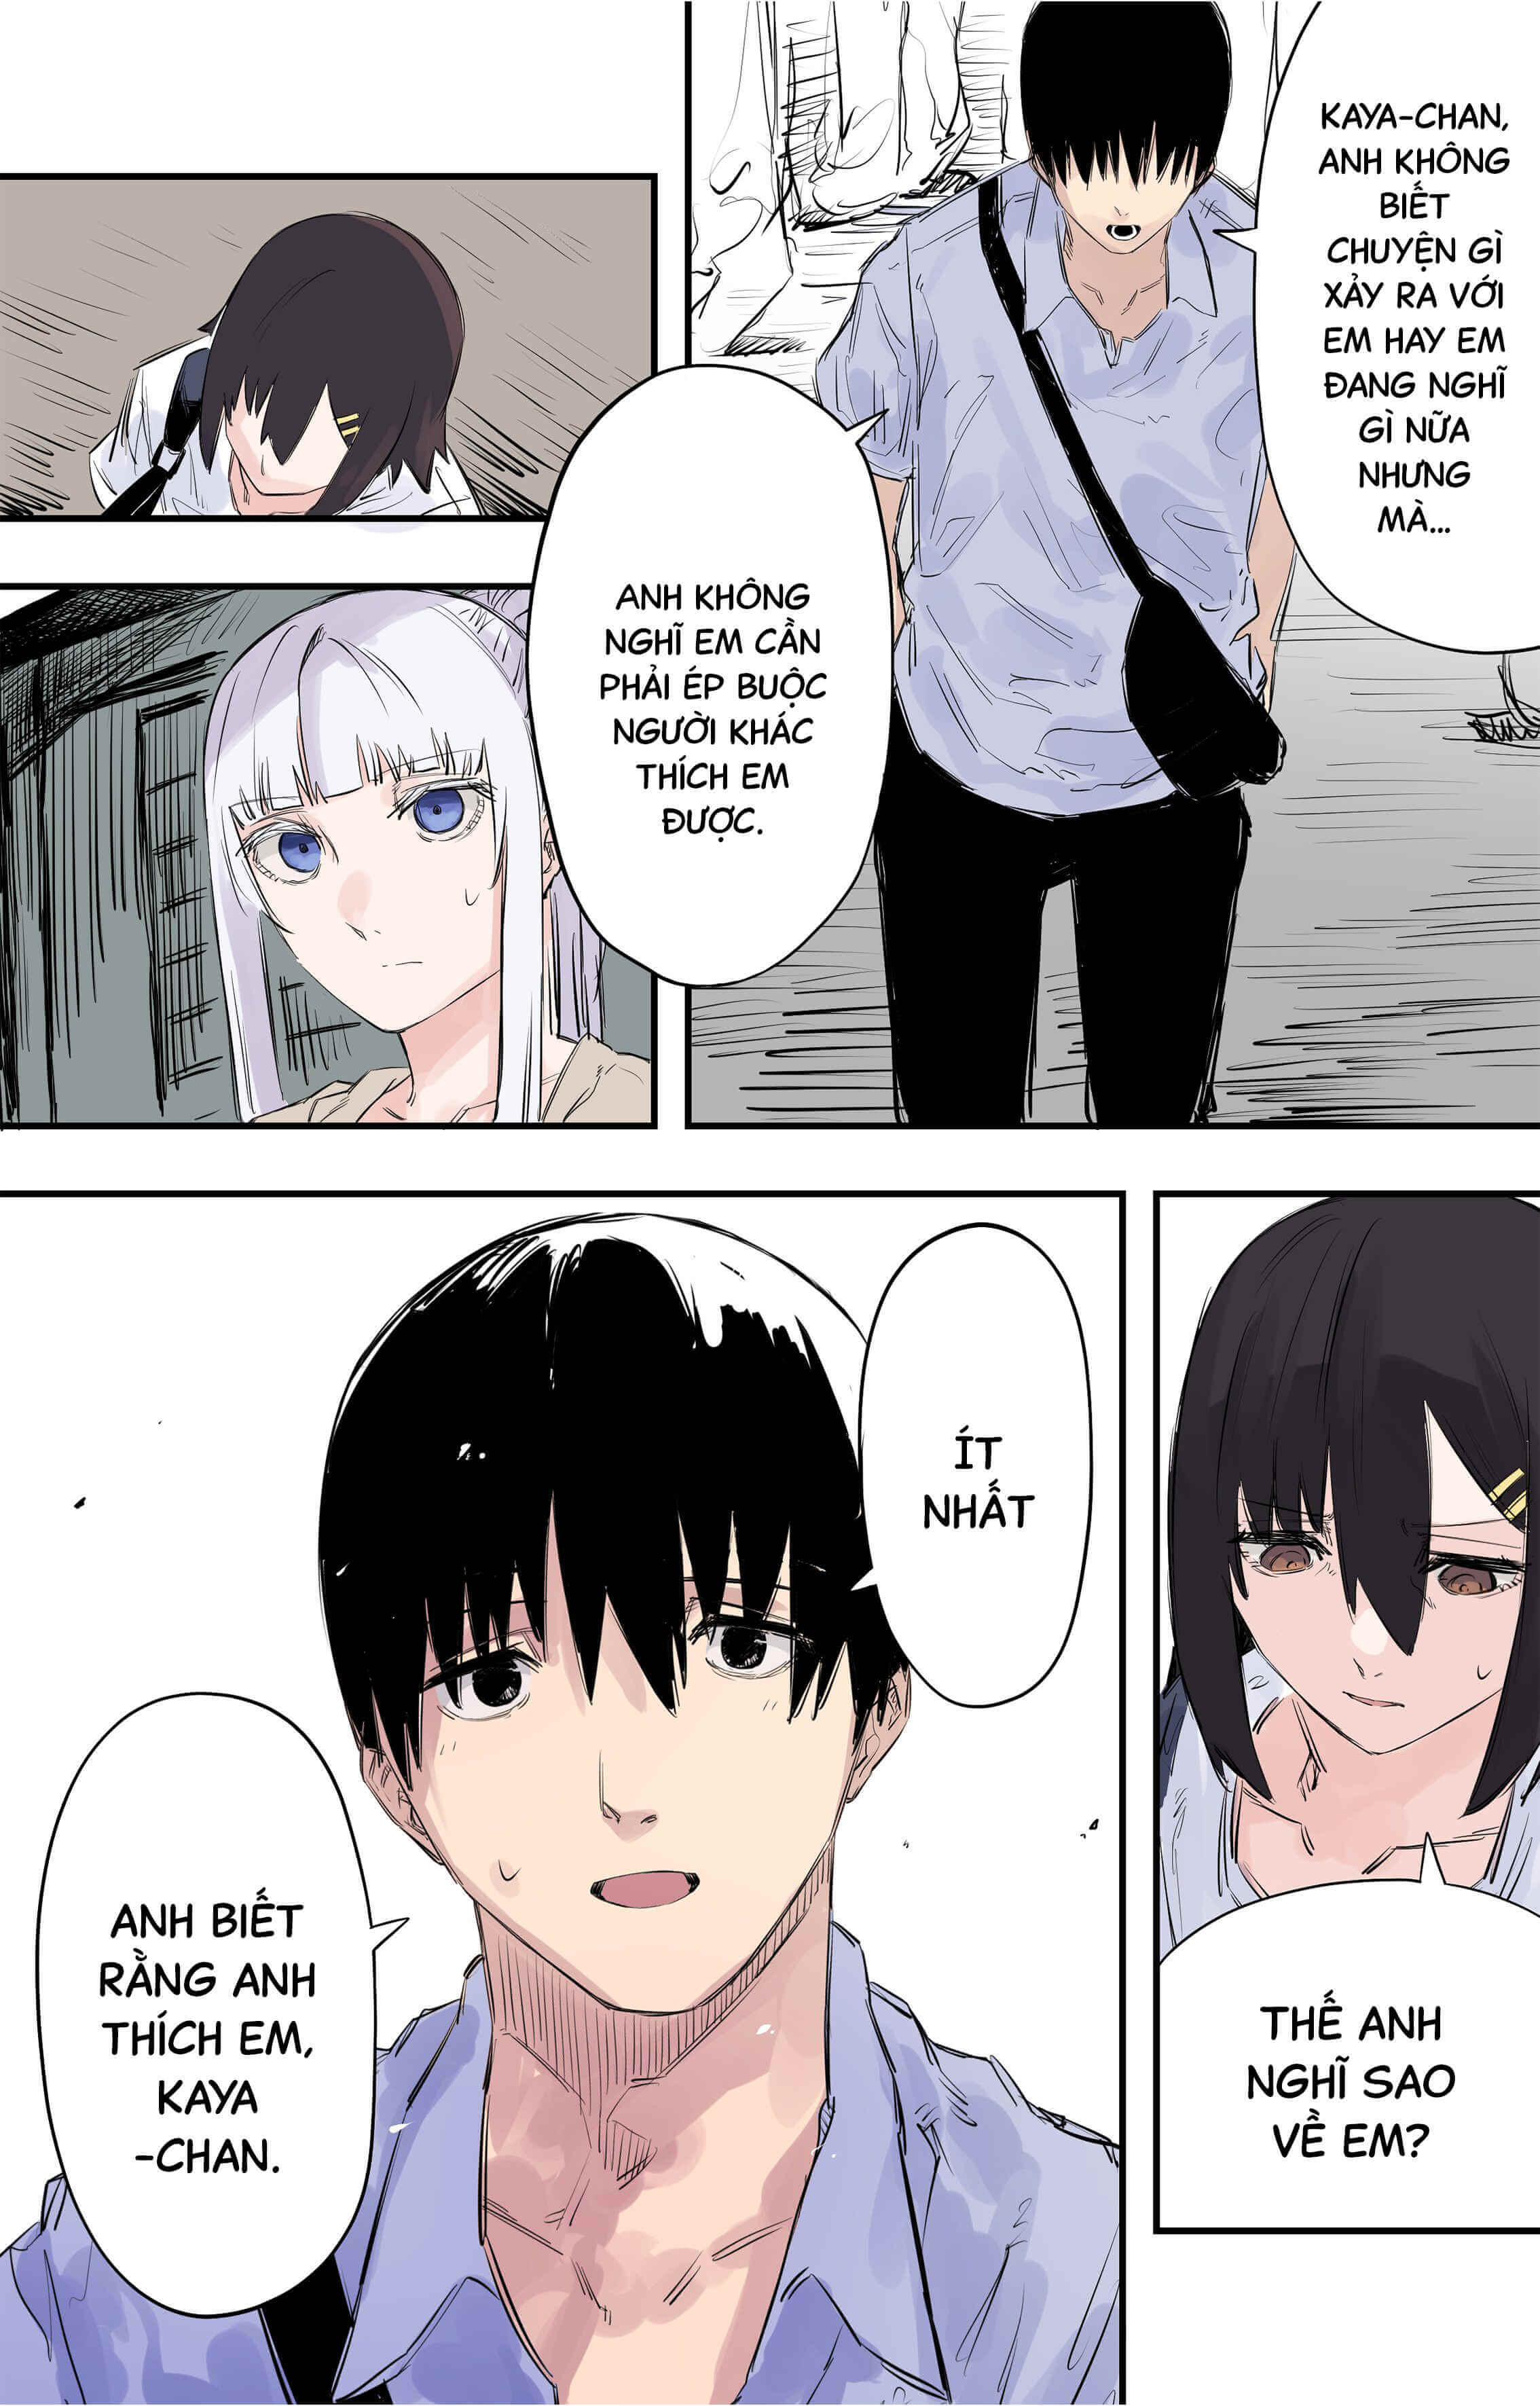 KAYA-CHAN,
ANH KHÔNG
BIẾT
CHUYỆN GÌ
XẢY RA VỚI
EM HAY EM
ĐANG NGHĨ
GÌ NỮA
NHƯNG
MÀ...
ANH KHÔNG
NGHĨ EM CẦN
PHẢI ÉP BUỘC
NGƯỜI KHÁC
THÍCH EM
ĐƯỢC.
THẾ ANH
NGHĨ SAO
VỀ EM?
ÍT
NHẤT
ANH BIẾT
RẰNG ANH
THÍCH EM,
KAYA
-CHAN.